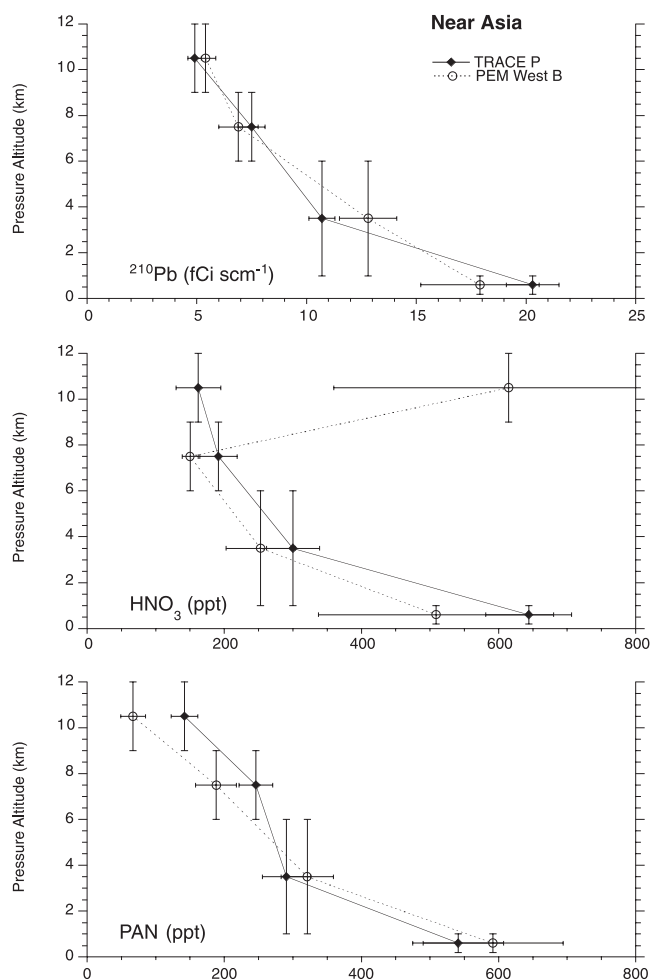 Near Asia
TRACE P
PEM West B
12
10
8
6
4
2
0
Pressure Altitude (km)
²¹⁰Pb (fCi scm⁻¹)
0 5 10 15 20 25
12
10
8
6
4
2
0
Pressure Altitude (km)
HNO₃ (ppt)
0 200 400 600 800
12
10
8
6
4
2
0
Pressure Altitude (km)
PAN (ppt)
0 200 400 600 800